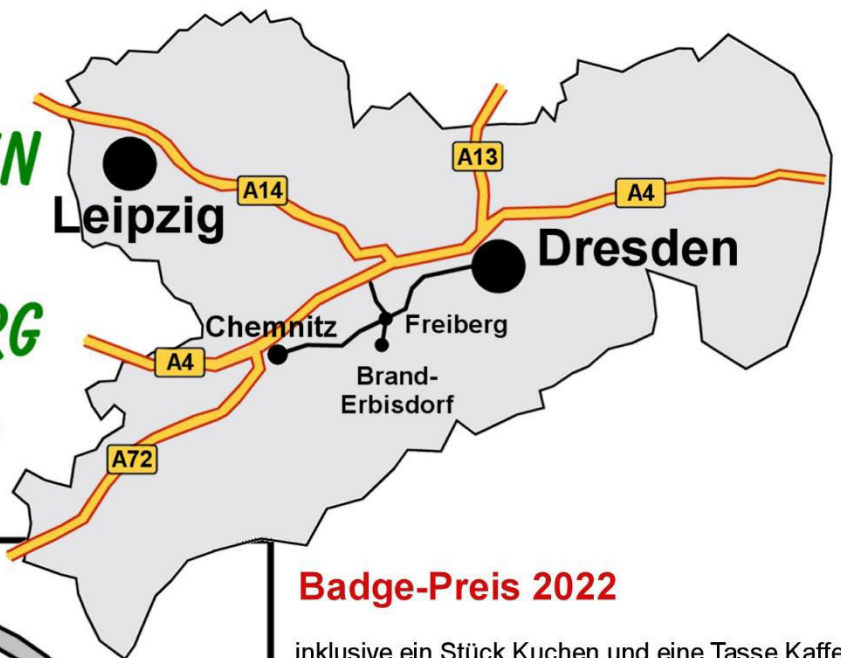 A13
A14
A4
Leipzig
Dresden
Chemnitz
Freiberg
A4
Brand-
Erbisdorf
A72
Badge-Preis 2022
inklusive ein Stück Kuchen und eine Tasse